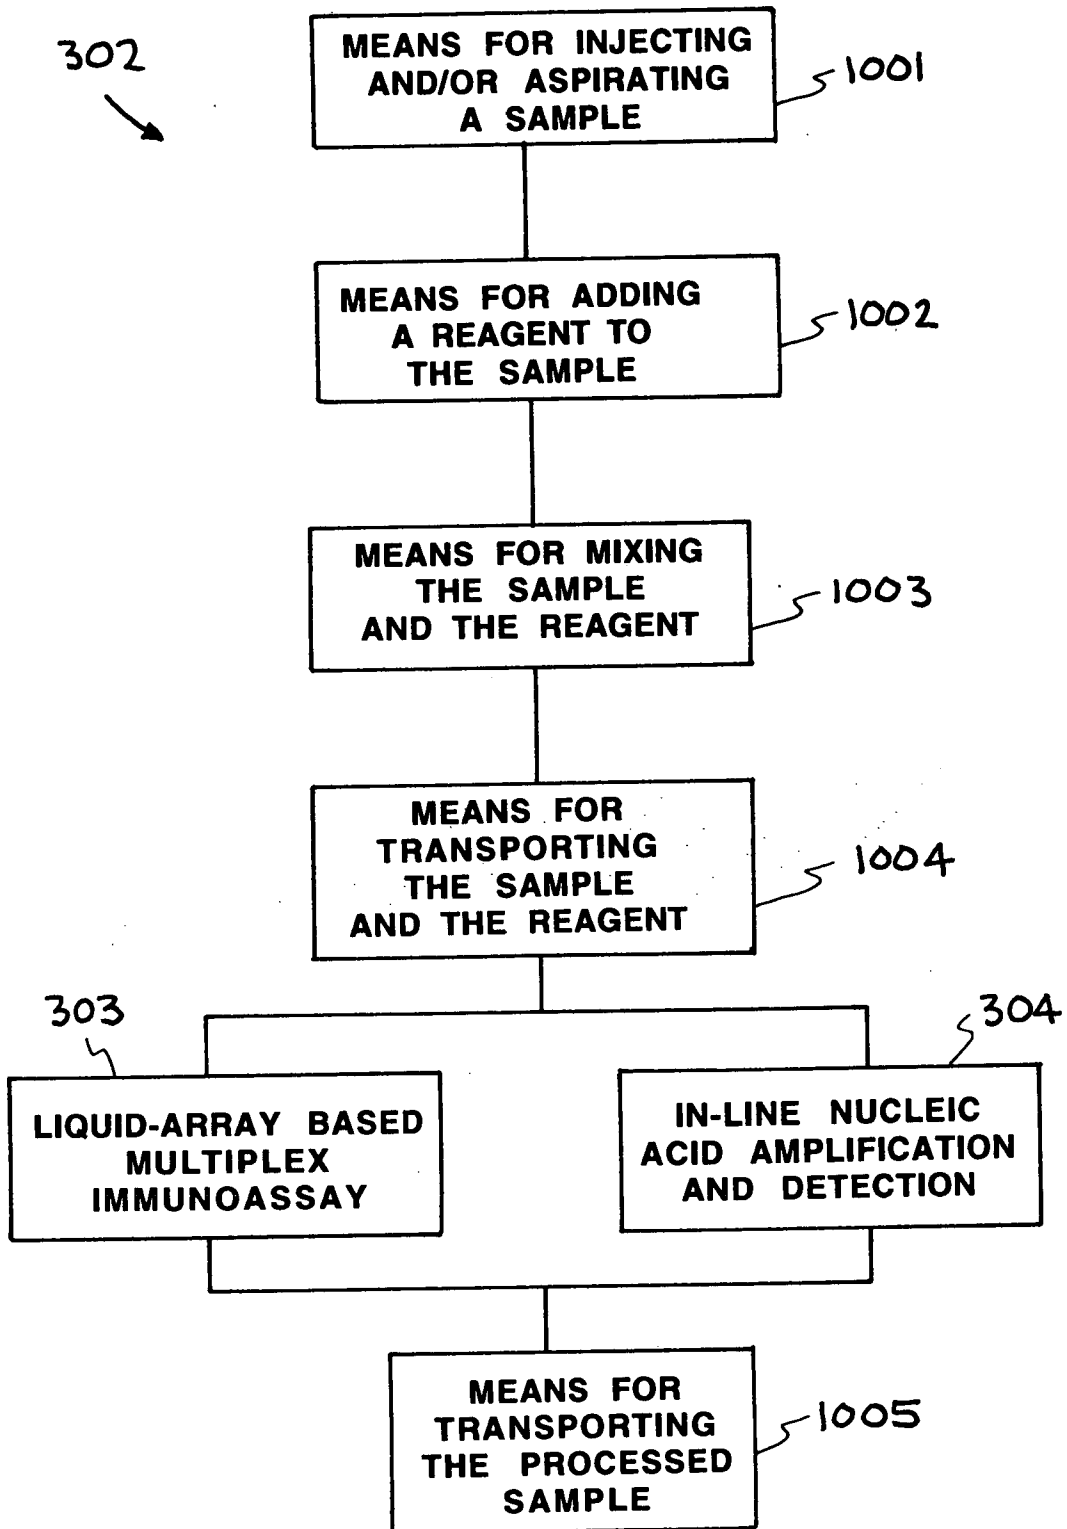 302
MEANS FOR INJECTING
AND/OR ASPIRATING
A SAMPLE
1001
MEANS FOR ADDING
A REAGENT TO
THE SAMPLE
1002
MEANS FOR MIXING
THE SAMPLE
AND THE REAGENT
1003
MEANS FOR
TRANSPORTING
THE SAMPLE
AND THE REAGENT
1004
303
LIQUID-ARRAY BASED
MULTIPLEX
IMMUNOASSAY
304
IN-LINE NUCLEIC
ACID AMPLIFICATION
AND DETECTION
MEANS FOR
TRANSPORTING
THE PROCESSED
SAMPLE
1005